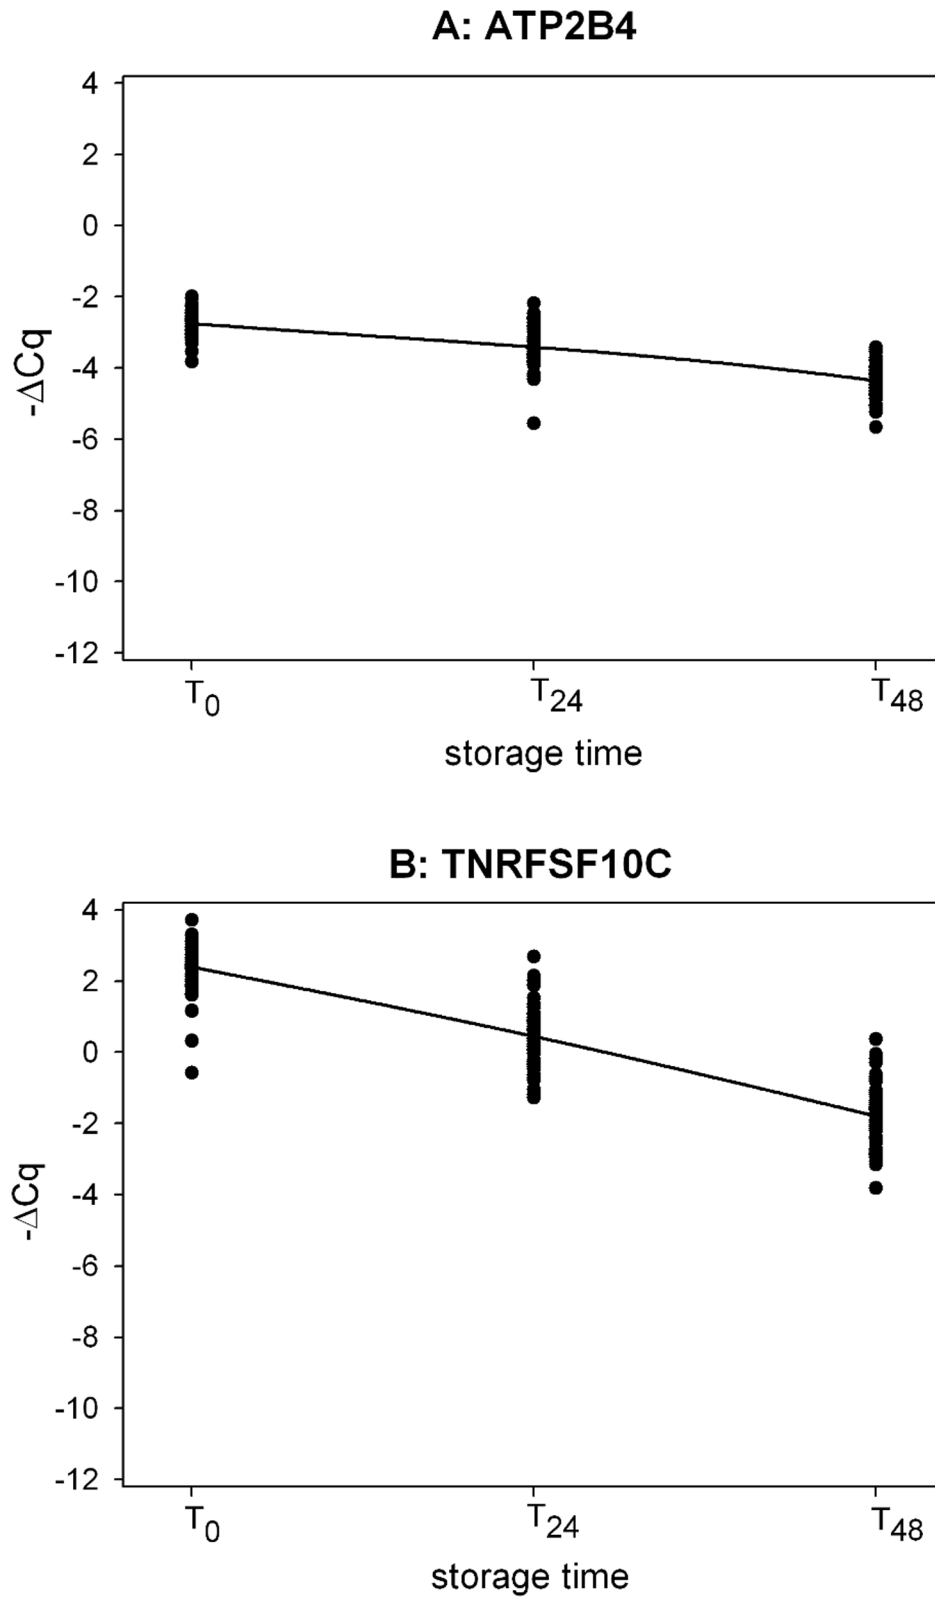 A: ATP2B4
4
2
0
-2
-4
-6
-8
-10
-12
-ΔCq
T0
T24
T48
storage time
B: TNRFSF10C
4
2
0
-2
-4
-6
-8
-10
-12
-ΔCq
T0
T24
T48
storage time